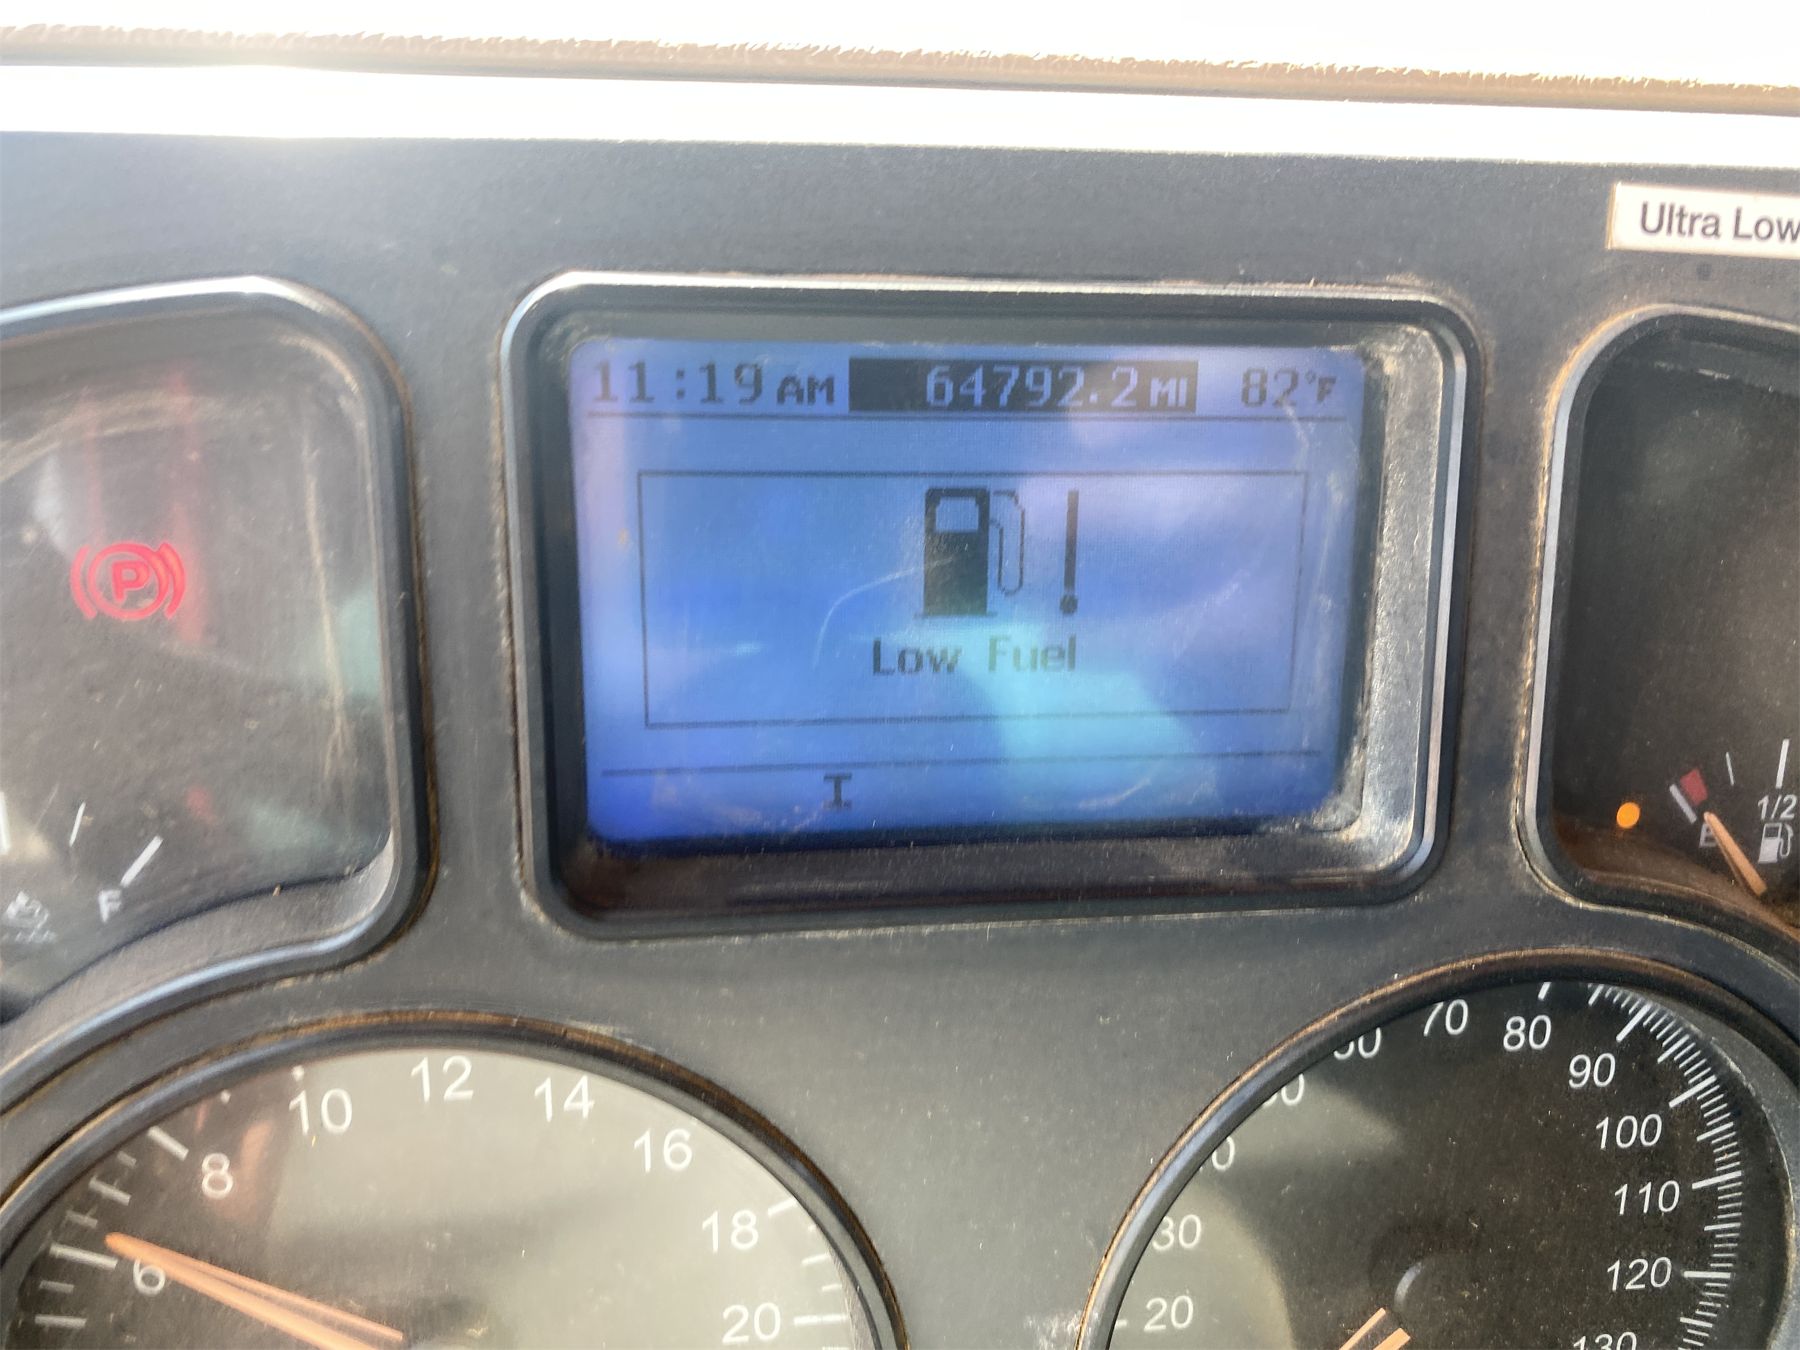 Ultra Low
11:19 AM 64792.2 MI 82°F
P
Low Fuel
I
F
E 1/2
6 8 10 12 14 16 18 20
20 30 70 80 90 100 110 120 130